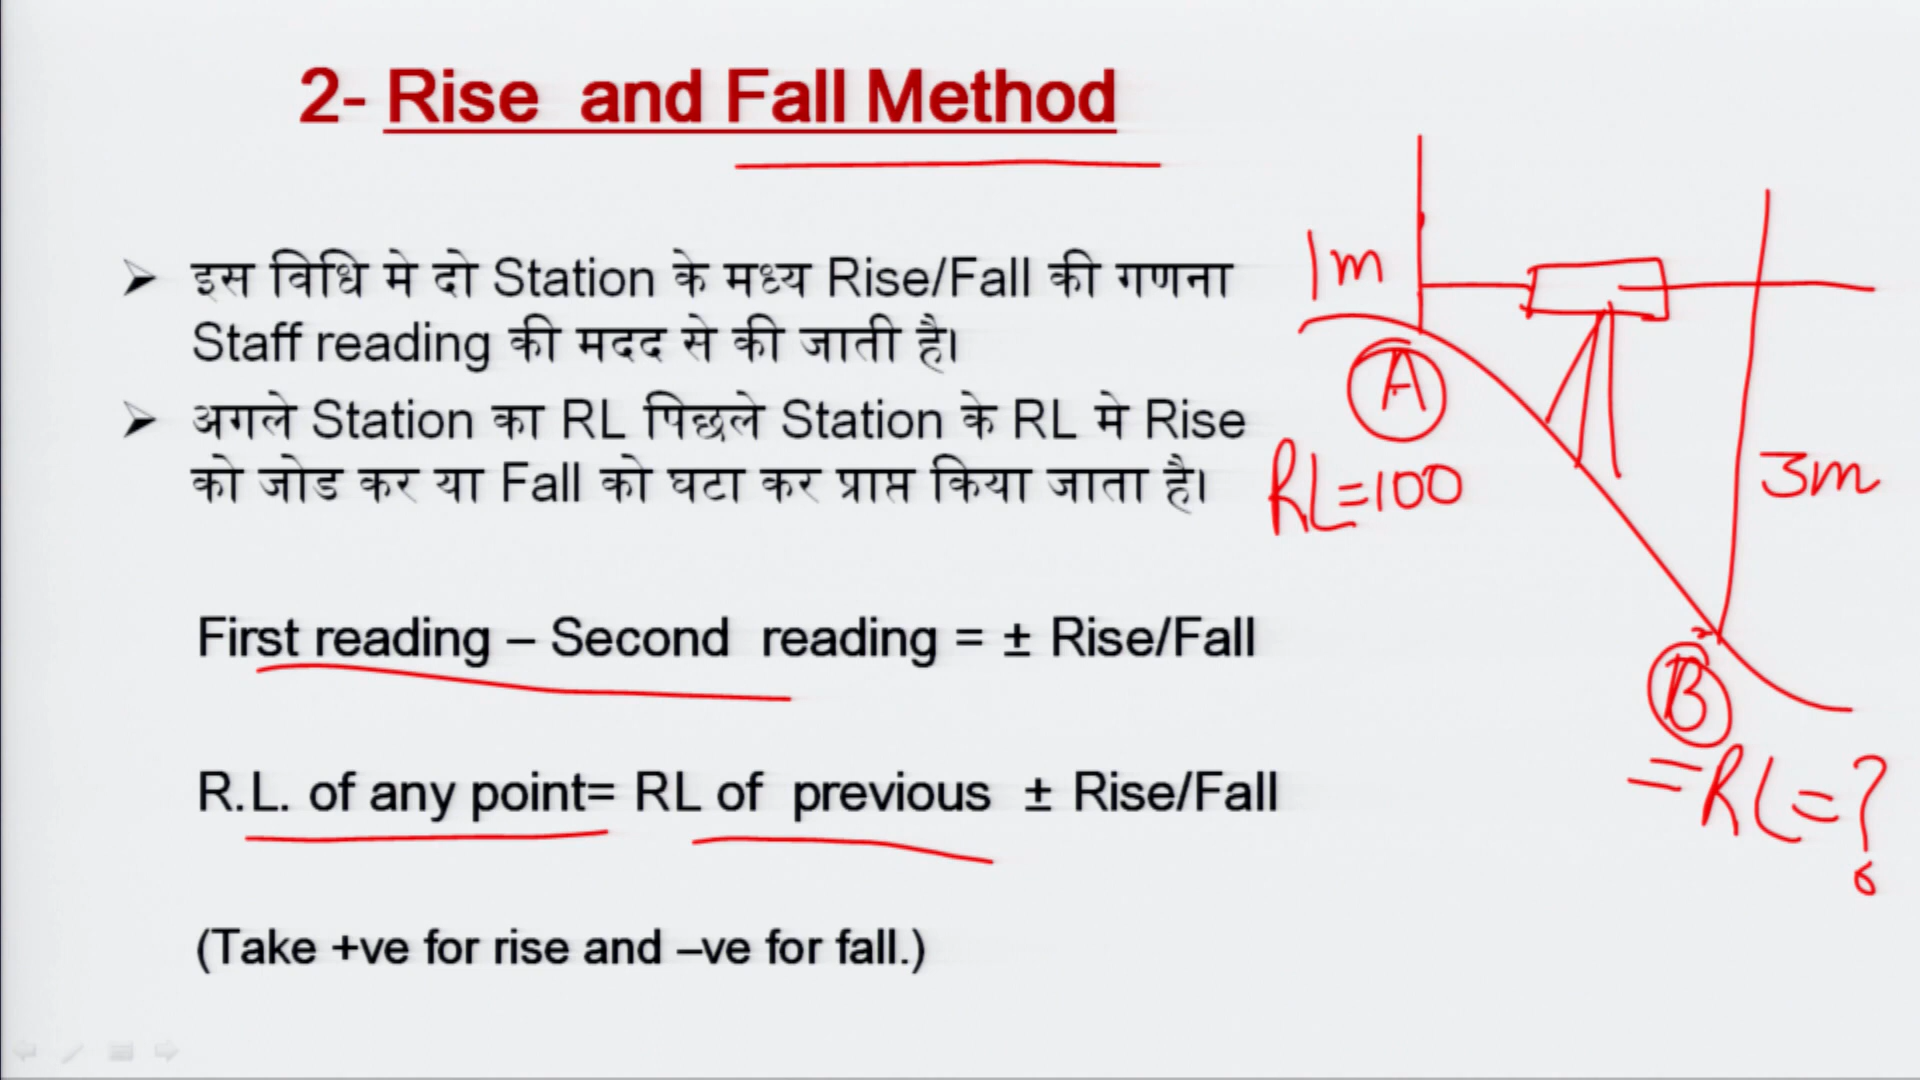 2- Rise and Fall Method
इस विधि मे दो Station के मध्य Rise/Fall की गणना
Staff reading की मदद से की जाती है।
अगले Station का RL पिछले Station के RL मे Rise
को जोड कर या Fall को घटा कर प्राप्त किया जाता है।
First reading – Second reading = ± Rise/Fall
R.L. of any point= RL of previous ± Rise/Fall
(Take +ve for rise and –ve for fall.)
1m
A
RL=100
3m
B
=RL=?